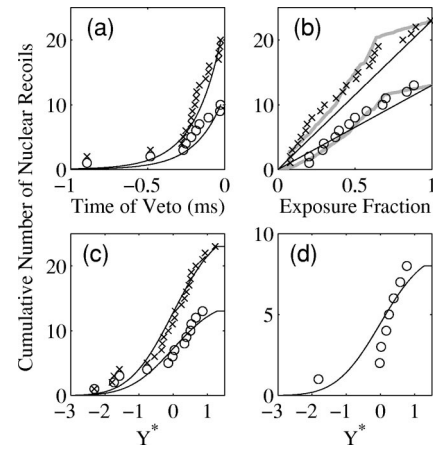 Cumulative Number of Nuclear Recoils
(a)
20
10
0
-1 -0.5 0
Time of Veto (ms)
(b)
20
10
0
0 0.5 1
Exposure Fraction
(c)
23
13
0
-3 -2 -1 0 1
Y*
(d)
10
5
0
-3 -2 -1 0 1
Y*